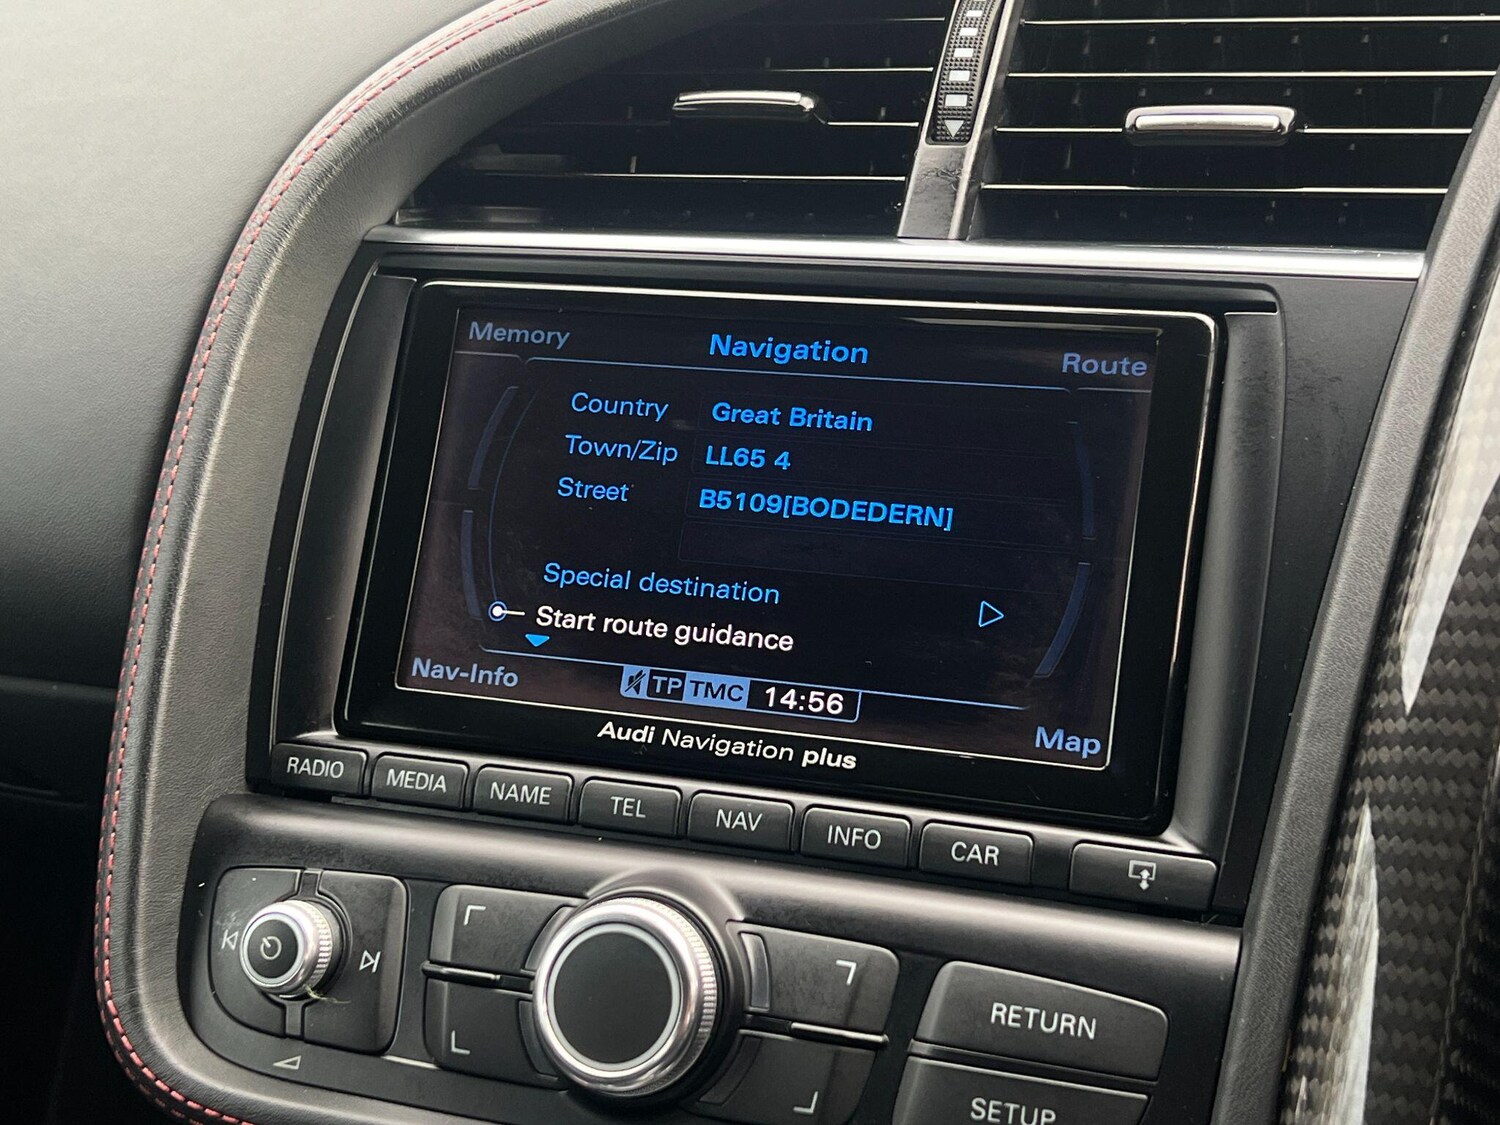 Memory Navigation Route
Country Great Britain
Town/Zip LL65 4
Street B5109[BODEDERN]
Special destination
Start route guidance
Nav-Info TP TMC 14:56 Map
Audi Navigation plus
RADIO MEDIA NAME TEL NAV INFO CAR
RETURN
SETUP